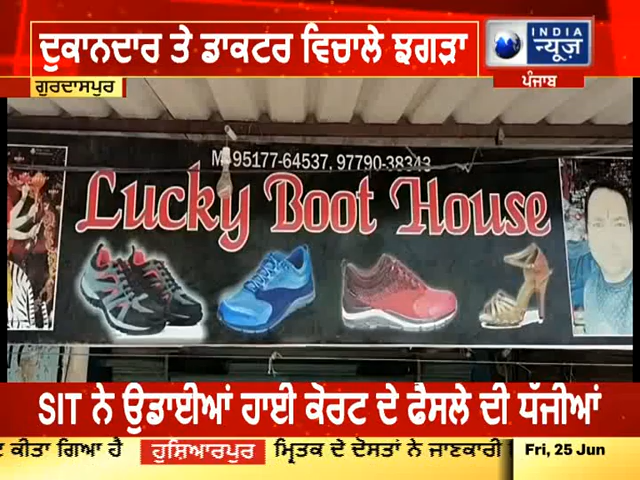 ਦੁਕਾਨਦਾਰ ਤੇ ਡਾਕਟਰ ਵਿਚਾਲੇ ਝਗੜਾ
INDIA
न्यूज़
ਪੰਜਾਬ
ਗੁਰਦਾਸਪੁਰ
M. 95177-64537, 97790-38343
Lucky Boot House
SIT ਨੇ ਉਡਾਈਆਂ ਹਾਈ ਕੋਰਟ ਦੇ ਫੈਸਲੇ ਦੀ ਧੱਜੀਆਂ
ਕੀਤਾ ਗਿਆ ਹੈ ਹੁਸ਼ਿਆਰਪੁਰ ਮ੍ਰਿਤਕ ਦੇ ਦੋਸਤਾਂ ਨੇ ਜਾਣਕਾਰੀ Fri, 25 Jun